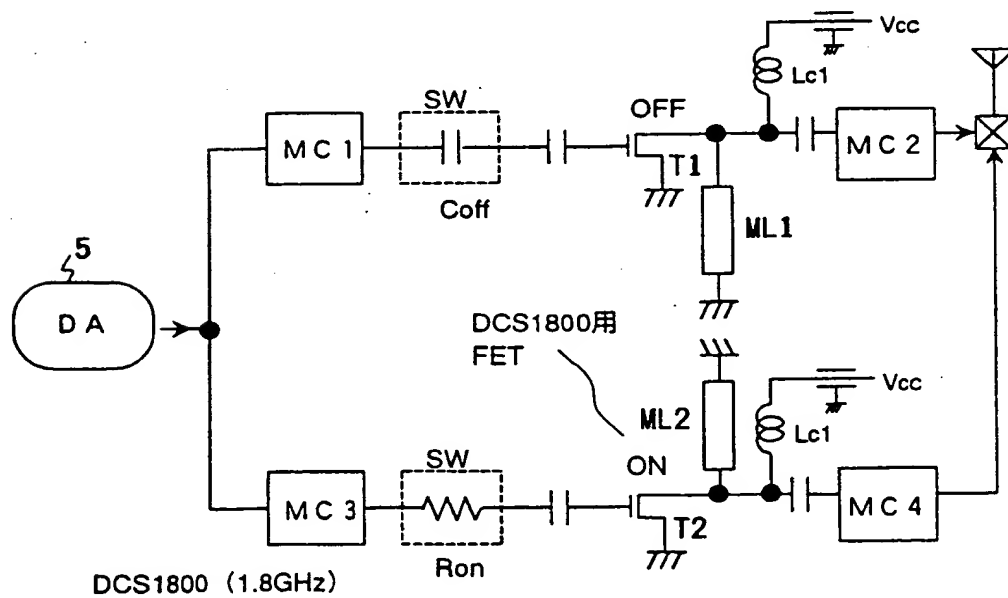 Vcc
Lc1
SW
OFF
MC1
MC2
T1
Coff
ML1
5
DA
DCS1800用
FET
Vcc
ML2
Lc1
SW
ON
MC3
MC4
T2
Ron
DCS1800 (1.8GHz)